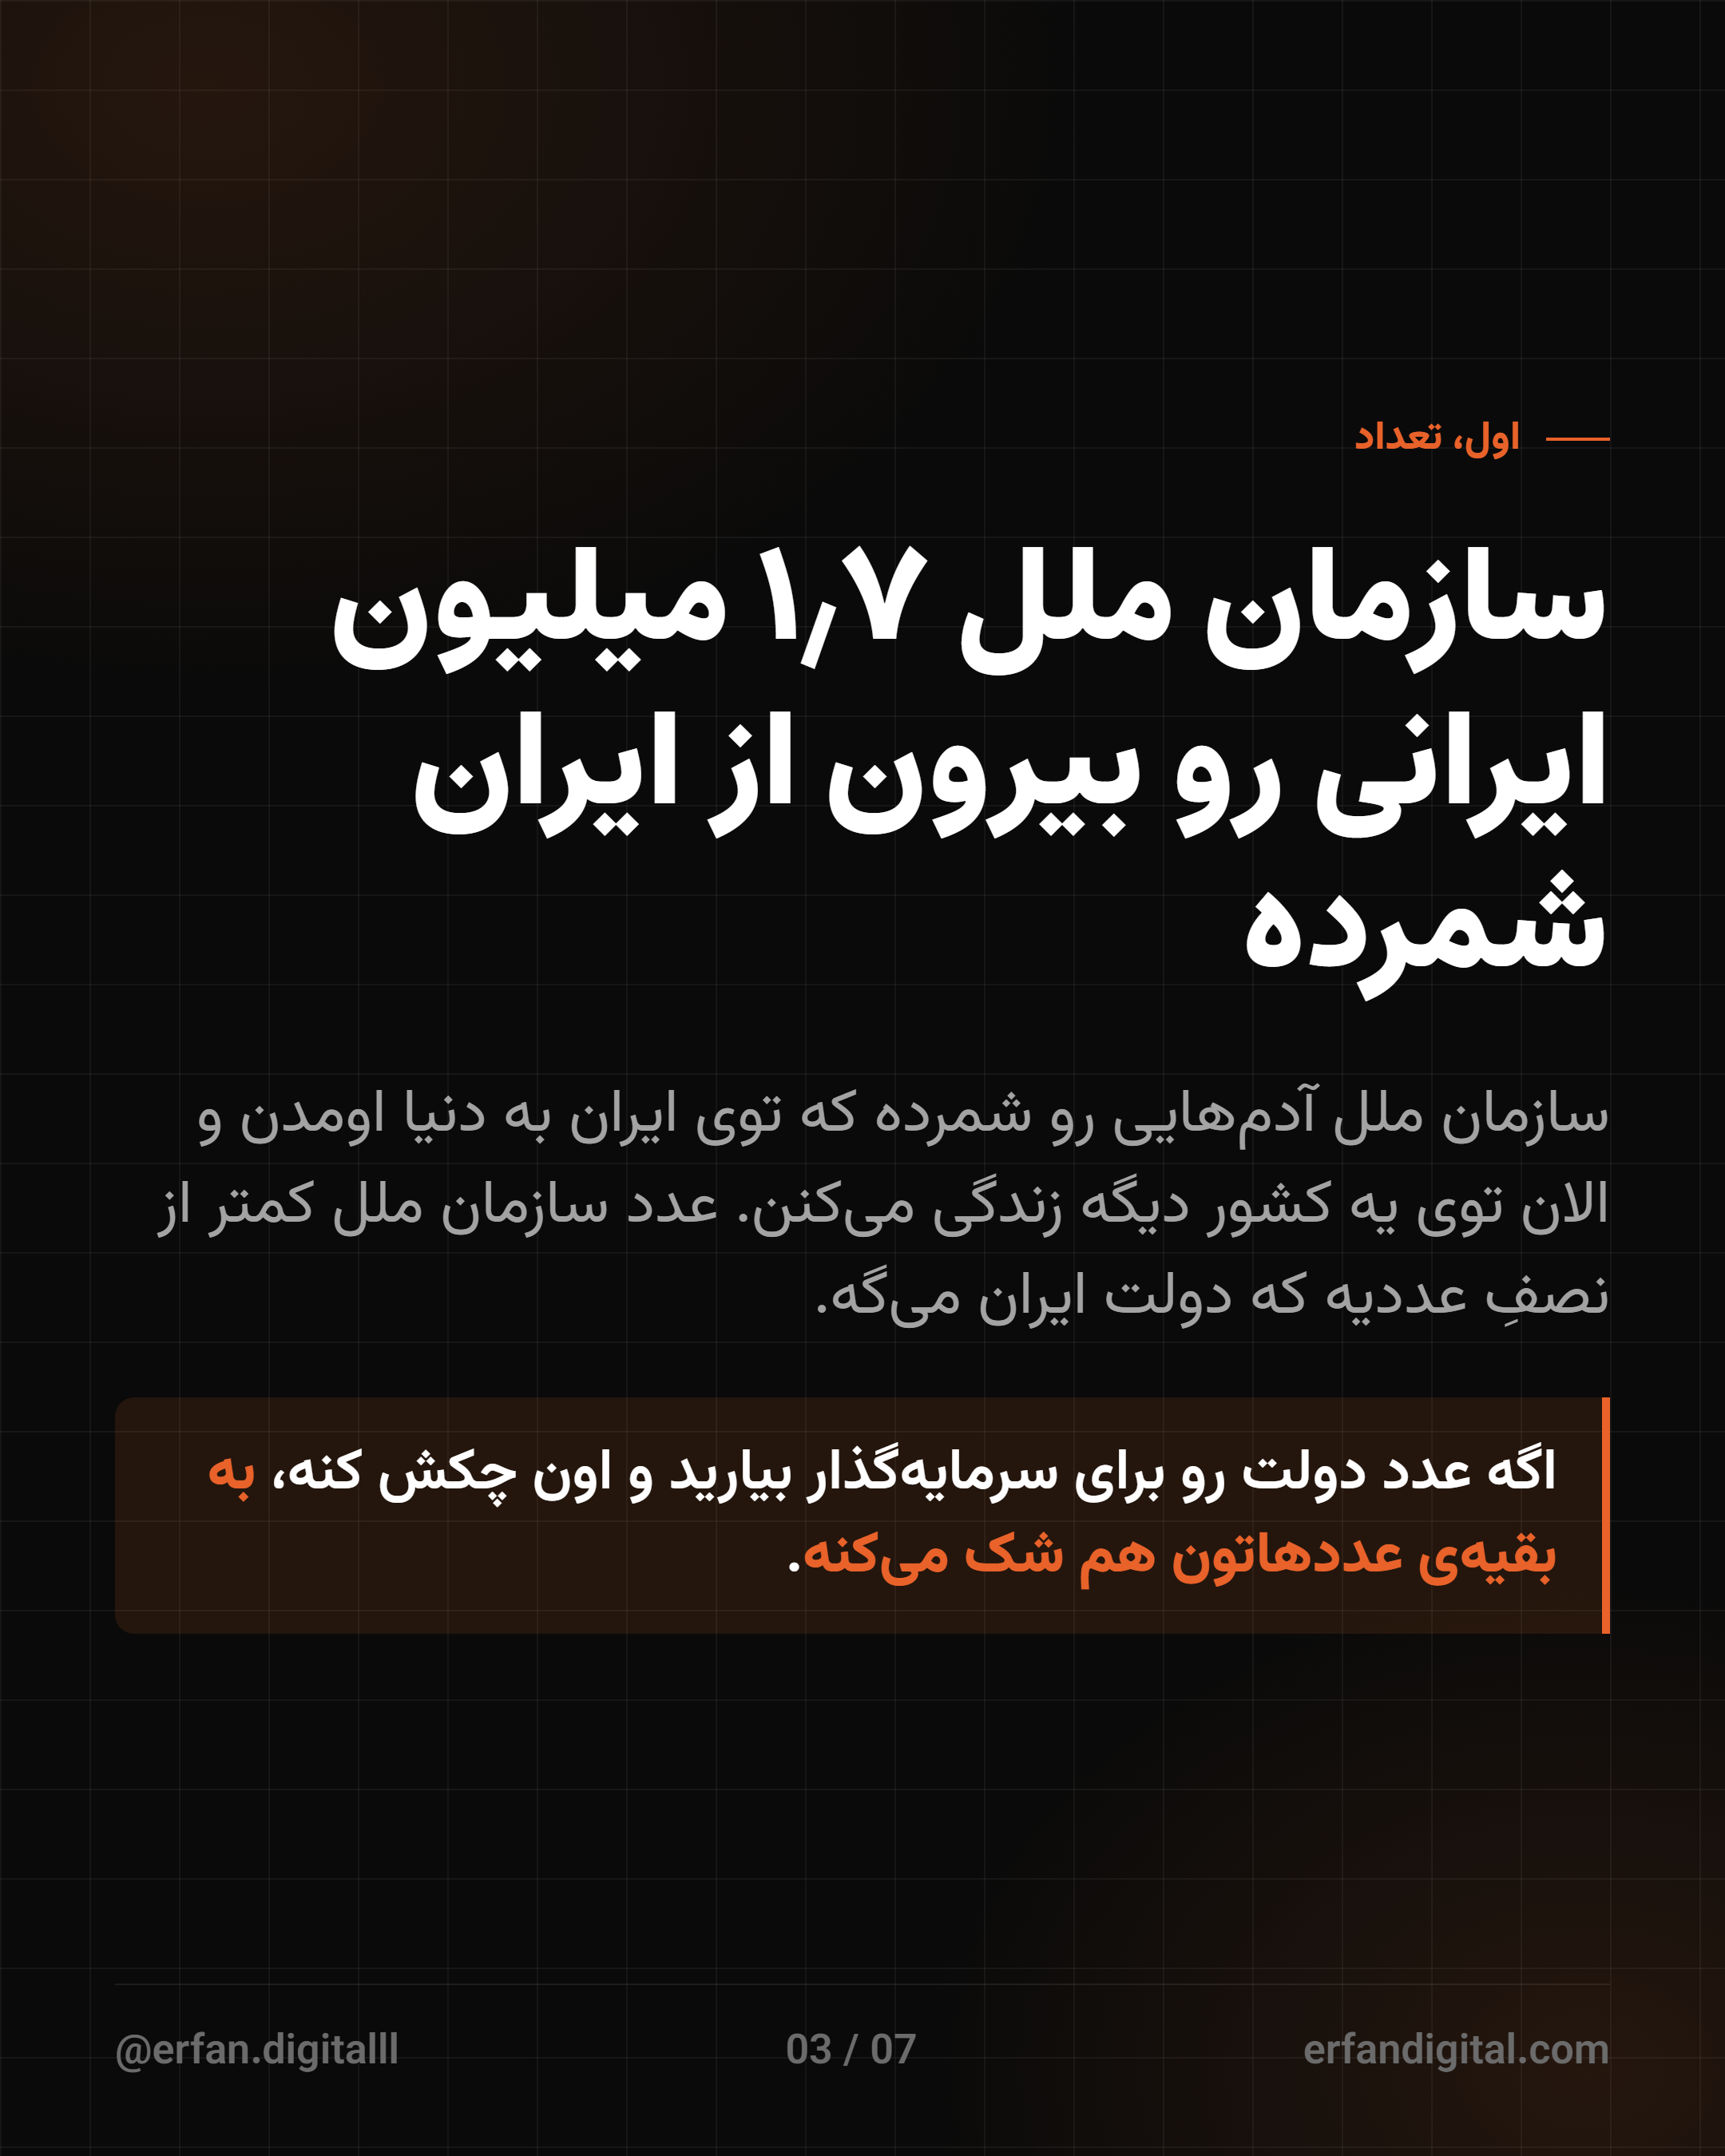 اول، تعداد
سازمان ملل ۱٫۷ میلیون
ایرانی رو بیرون از ایران
شمرده
سازمان ملل آدم‌هایی رو شمرده که توی ایران به دنیا اومدن و
الان توی یه کشور دیگه زندگی می‌کنن. عدد سازمان ملل کمتر از
نصفِ عددیه که دولت ایران می‌گه.
اگه عدد دولت رو برای سرمایه‌گذار بیارید و اون چکش کنه، به
بقیه‌ی عددهاتون هم شک می‌کنه.
@erfan.digitalll
03 / 07
erfandigital.com